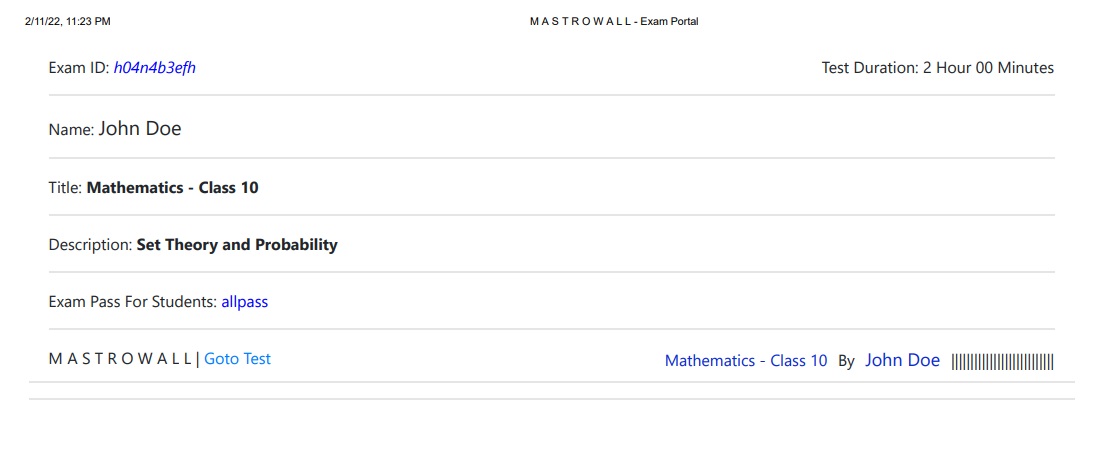 2/11/22, 11:23 PM M A S T R O W A L L - Exam Portal
Exam ID: h04n4b3efh Test Duration: 2 Hour 00 Minutes
Name: John Doe
Title: Mathematics - Class 10
Description: Set Theory and Probability
Exam Pass For Students: allpass
M A S T R O W A L L | Goto Test Mathematics - Class 10 By John Doe ||||||||||||||||||||||||||